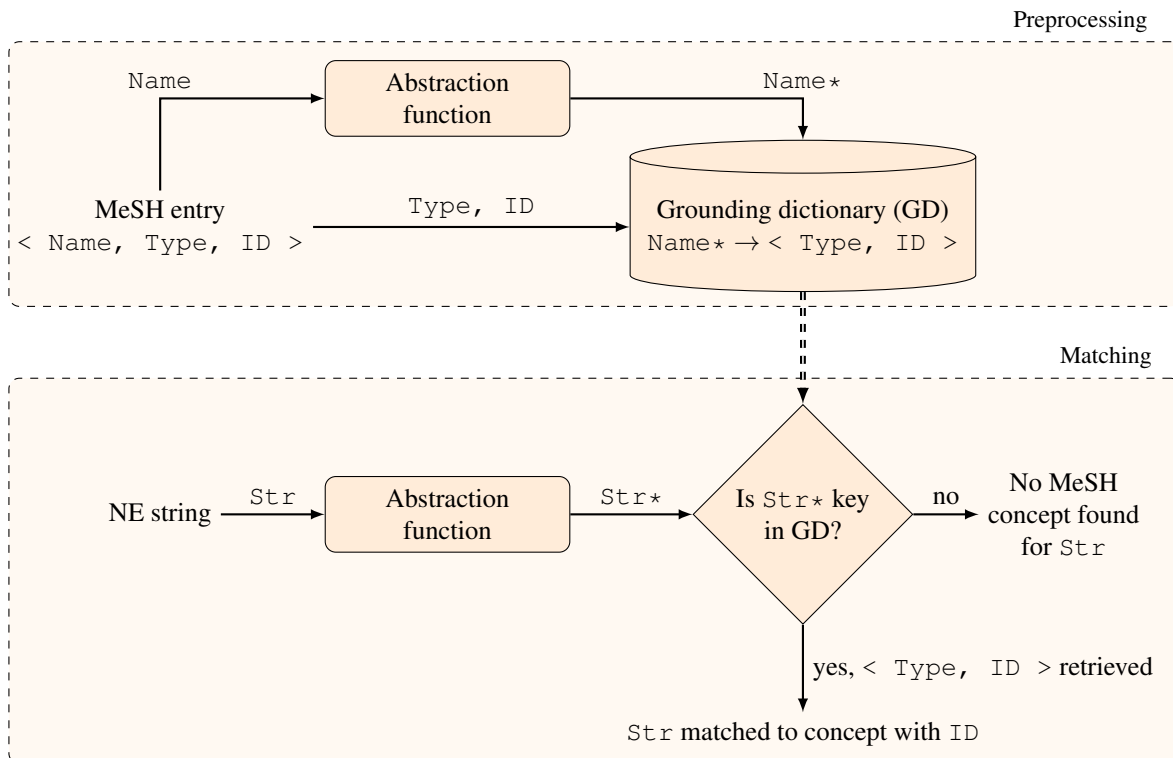 Preprocessing
Name
Abstraction
function
Name*
MeSH entry
< Name, Type, ID >
Type, ID
Grounding dictionary (GD)
Name* → < Type, ID >
Matching
NE string
Str
Abstraction
function
Str*
Is Str* key
in GD?
no
No MeSH
concept found
for Str
yes, < Type, ID > retrieved
Str matched to concept with ID